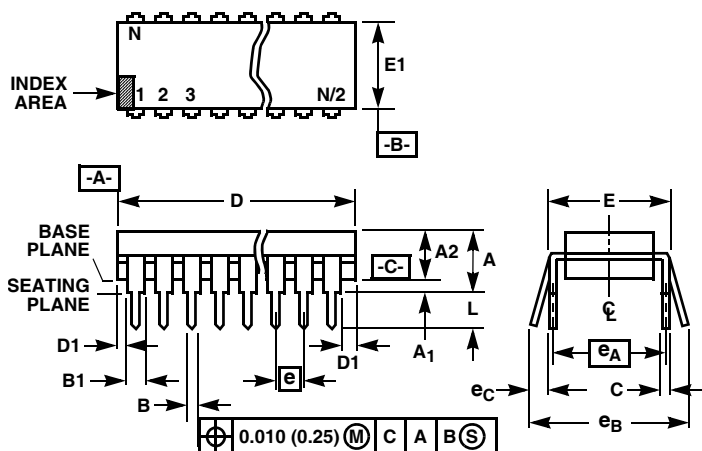 N
E1
INDEX
AREA
1 2 3 N/2
-B-
-A-
D
E
BASE
PLANE
A2
A
-C-
SEATING
PLANE
L
℄
D1
A1
D1
eA
B1
e
eC
C
B
eB
⌖ 0.010 (0.25) Ⓜ C A B Ⓢ